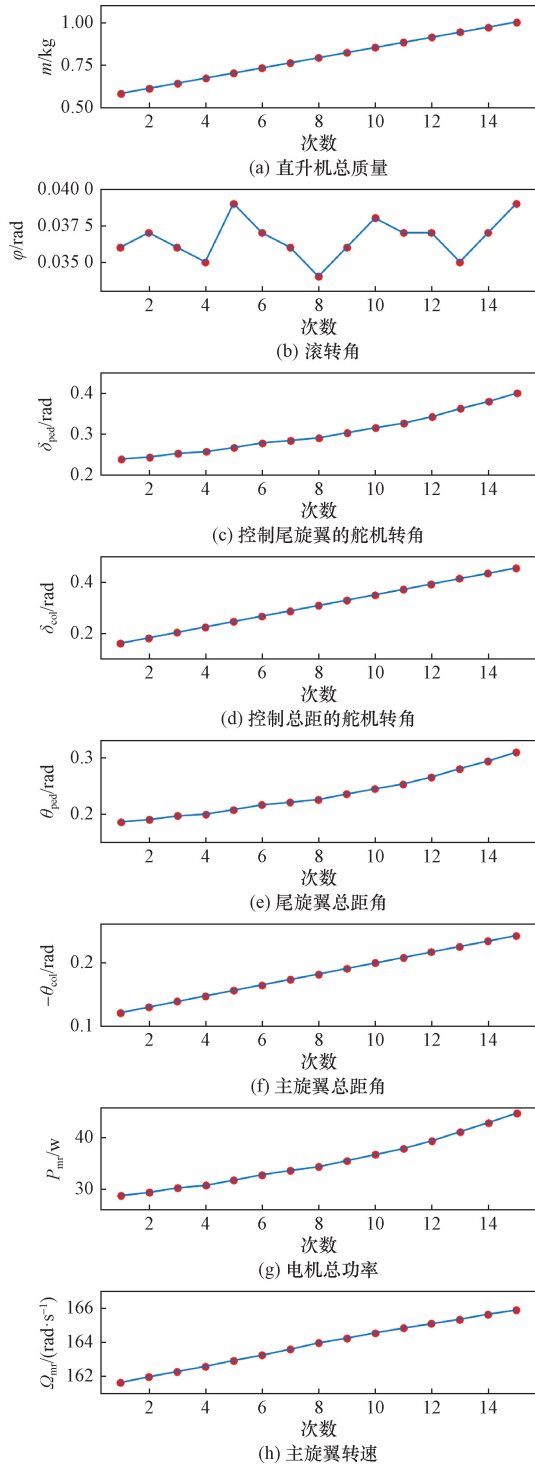 1.00
0.75
0.50
m/kg
2 4 6 8 10 12 14
次数
(a) 直升机总质量
0.040 0
0.037 5
0.035 0
φ/rad
2 4 6 8 10 12 14
次数
(b) 滚转角
0.4
0.3
0.2
δped/rad
2 4 6 8 10 12 14
次数
(c) 控制尾旋翼的舵机转角
0.4
0.2
δcol/rad
2 4 6 8 10 12 14
次数
(d) 控制总距的舵机转角
0.3
0.2
θped/rad
2 4 6 8 10 12 14
次数
(e) 尾旋翼总距角
0.2
0.1
−θcol/rad
2 4 6 8 10 12 14
次数
(f) 主旋翼总距角
40
30
Pmr/w
2 4 6 8 10 12 14
次数
(g) 电机总功率
166
164
162
Ωmr/(rad·s⁻¹)
2 4 6 8 10 12 14
次数
(h) 主旋翼转速